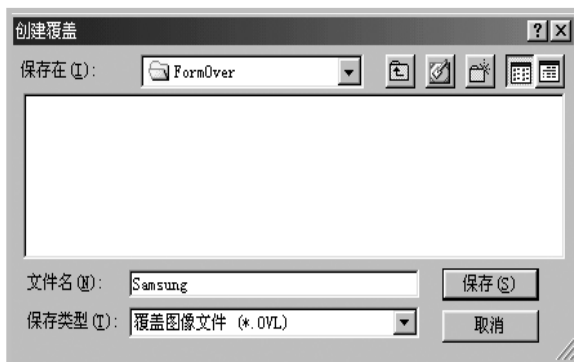 创建覆盖
保存在(I): FormOver
文件名(N): Samsung 保存(S)
保存类型(T): 覆盖图像文件 (*.OVL) 取消